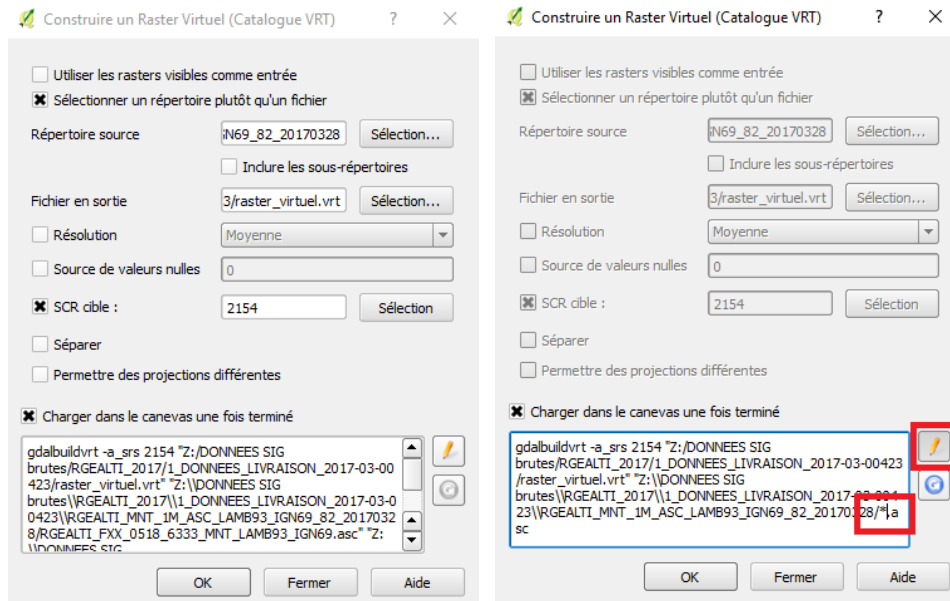 Construire un Raster Virtuel (Catalogue VRT) ?
Utiliser les rasters visibles comme entrée
Sélectionner un répertoire plutôt qu'un fichier
Répertoire source N69_82_20170328 Sélection...
Inclure les sous-répertoires
Fichier en sortie 3/raster_virtuel.vrt Sélection...
Résolution Moyenne
Source de valeurs nulles 0
SCR cible : 2154 Sélection
Séparer
Permettre des projections différentes
Charger dans le canevas une fois terminé
gdalbuildvrt -a_srs 2154 "Z:/DONNEES SIG
brutes/RGEALTI_2017/1_DONNEES_LIVRAISON_2017-03-00
423/raster_virtuel.vrt" "Z:\\DONNEES SIG
brutes\\RGEALTI_2017\\1_DONNEES_LIVRAISON_2017-03-0
0423\\RGEALTI_MNT_1M_ASC_LAMB93_IGN69_82_2017032
8/RGEALTI_FXX_0518_6333_MNT_LAMB93_IGN69.asc" "Z:
\\DONNEES SIG
OK Fermer Aide
Construire un Raster Virtuel (Catalogue VRT) ?
Utiliser les rasters visibles comme entrée
Sélectionner un répertoire plutôt qu'un fichier
Répertoire source N69_82_20170328 Sélection...
Inclure les sous-répertoires
Fichier en sortie 3/raster_virtuel.vrt Sélection...
Résolution Moyenne
Source de valeurs nulles 0
SCR cible : 2154 Sélection
Séparer
Permettre des projections différentes
Charger dans le canevas une fois terminé
gdalbuildvrt -a_srs 2154 "Z:/DONNEES SIG
brutes/RGEALTI_2017/1_DONNEES_LIVRAISON_2017-03-00423
/raster_virtuel.vrt" "Z:\\DONNEES SIG
brutes\\RGEALTI_2017\\1_DONNEES_LIVRAISON_2017-03-004
23\\RGEALTI_MNT_1M_ASC_LAMB93_IGN69_82_20170328/*.a
sc
OK Fermer Aide